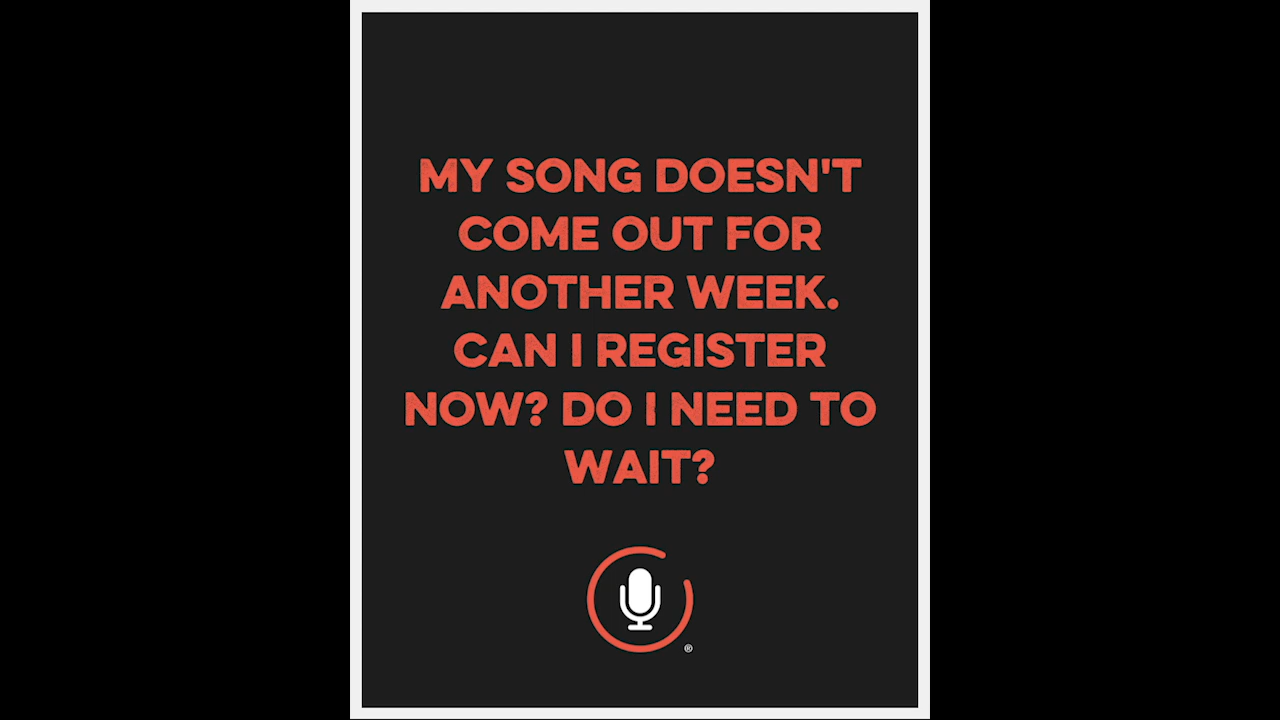 MY SONG DOESN'T
COME OUT FOR
ANOTHER WEEK.
CAN I REGISTER
NOW? DO I NEED TO
WAIT?
®